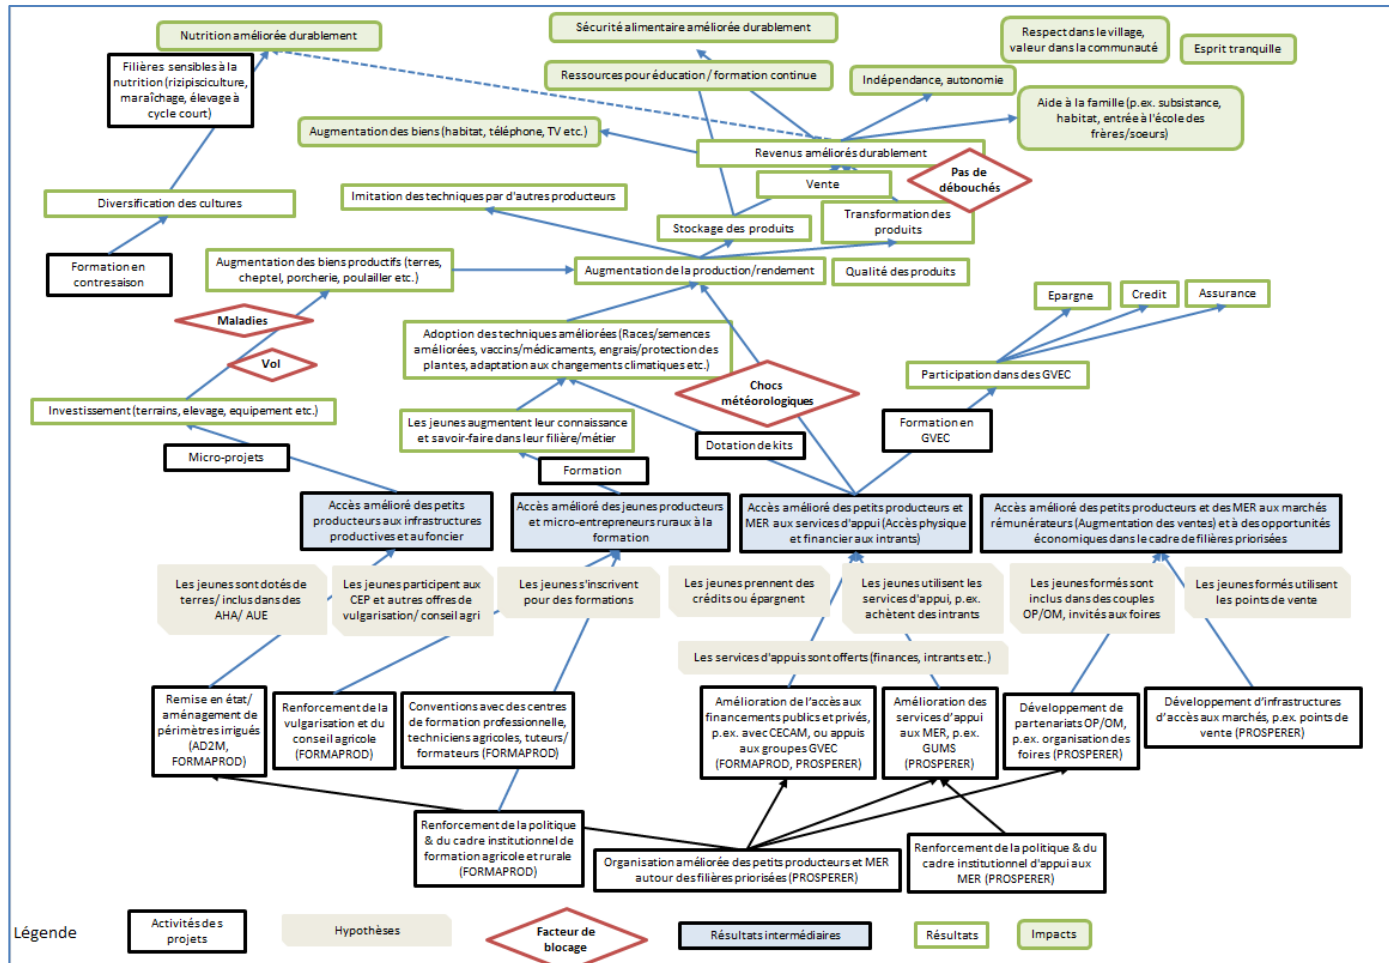 Nutrition améliorée durablement
Sécurité alimentaire améliorée durablement
Respect dans le village,
valeur dans la communauté
Esprit tranquille
Filières sensibles à la
nutrition (rizipisciculture,
maraîchage, élevage à
cycle court)
Ressources pour éducation / formation continue
Indépendance, autonomie
Aide à la famille (p.ex. subsistance,
habitat, entrée à l'école des
frères/soeurs)
Augmentation des biens (habitat, téléphone, TV etc.)
Revenus améliorés durablement
Pas de
débouchés
Vente
Diversification des cultures
Imitation des techniques par d'autres producteurs
Stockage des produits
Transformation des
produits
Formation en
contresaison
Augmentation des biens productifs (terres,
cheptel, porcherie, poulailler etc.)
Augmentation de la production/rendement
Qualité des produits
Epargne
Credit
Assurance
Maladies
Vol
Adoption des techniques améliorées (Races/semences
améliorées, vaccins/médicaments, engrais/protection des
plantes, adaptation aux changements climatiques etc.)
Chocs
météorologiques
Participation dans des GVEC
Investissement (terrains, elevage, equipement etc.)
Les jeunes augmentent leur connaissance
et savoir-faire dans leur filière/métier
Dotation de kits
Formation en
GVEC
Micro-projets
Formation
Accès amélioré des petits
producteurs aux infrastructures
productives et au foncier
Accès amélioré des jeunes producteurs
et micro-entrepreneurs ruraux à la
formation
Accès amélioré des petits producteurs et
MER aux services d'appui (Accès physique
et financier aux intrants)
Accès amélioré des petits producteurs et des MER aux marchés
rémunérateurs (Augmentation des ventes) et à des opportunités
économiques dans le cadre de filières priorisées
Les jeunes sont dotés de
terres/ inclus dans des
AHA/ AUE
Les jeunes participent aux
CEP et autres offres de
vulgarisation/ conseil agri
Les jeunes s'inscrivent
pour des formations
Les jeunes prennent des
crédits ou épargnent
Les jeunes utilisent les
services d'appui, p.ex.
achètent des intrants
Les jeunes formés sont
inclus dans des couples
OP/OM, invités aux foires
Les jeunes formés utilisent
les points de vente
Les services d'appuis sont offerts (finances, intrants etc.)
Remise en état/
aménagement de
périmètres irrigués
(AD2M,
FORMAPROD)
Renforcement de la
vulgarisation et du
conseil agricole
(FORMAPROD)
Conventions avec des centres
de formation professionnelle,
techniciens agricoles, tuteurs/
formateurs (FORMAPROD)
Amélioration de l'accès aux
financements publics et privés,
p.ex. avec CECAM, ou appuis
aux groupes GVEC
(FORMAPROD, PROSPERER)
Amélioration des
services d'appui
aux MER, p.ex.
GUMS
(PROSPERER)
Développement de
partenariats OP/OM,
p.ex. organisation des
foires (PROSPERER)
Développement d'infrastructures
d'accès aux marchés, p.ex. points de
vente (PROSPERER)
Renforcement de la politique
& du cadre institutionnel de
formation agricole et rurale
(FORMAPROD)
Organisation améliorée des petits producteurs et MER
autour des filières priorisées (PROSPERER)
Renforcement de la politique & du
cadre institutionnel d'appui aux
MER (PROSPERER)
Légende
Activités des
projets
Hypothèses
Facteur de
blocage
Résultats intermédiaires
Résultats
Impacts